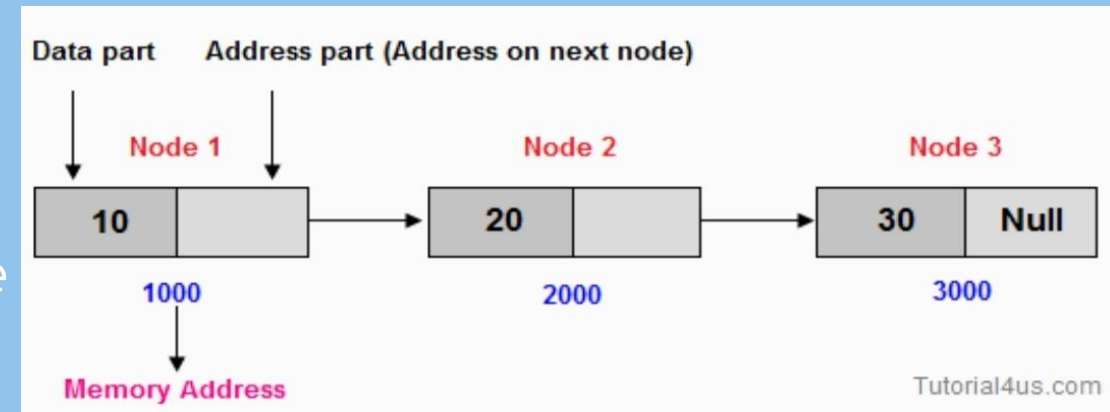 Data part Address part (Address on next node)
Node 1 Node 2 Node 3
10 20 30 Null
e
1000 2000 3000
Memory Address
Tutorial4us.com